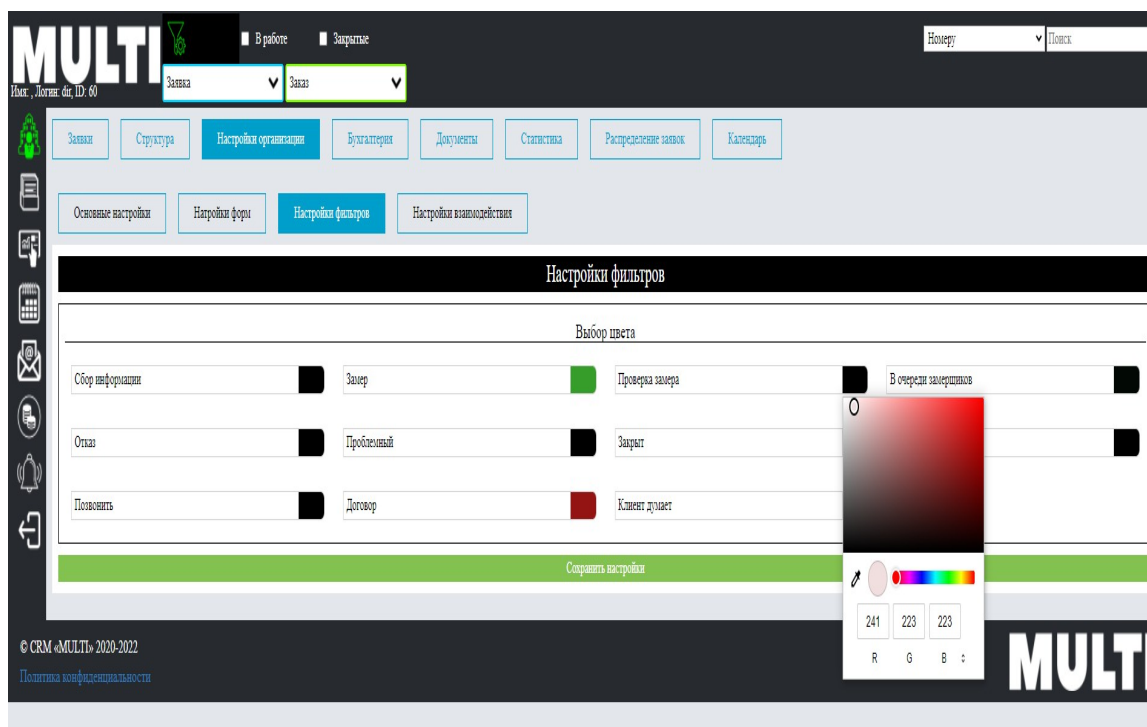 MULTI
Имя: , Логин: dir, ID: 60
В работе Закрытые
Номеру Поиск
Заявка Заказ
Заявки Структура Настройки организации Бухгалтерия Документы Статистика Распределение заявок Календарь
Основные настройки Натройки форм Настройки фильтров Настройки взаимодействия
Настройки фильтров
Выбор цвета
Сбор информации Замер Проверка замера В очереди замерщиков
Отказ Проблемный Закрыт
Позвонить Договор Клиент думает
Сохранить настройки
241 223 223
R G B
© CRM «MULTI» 2020-2022
Политика конфиденциальности
MULTI